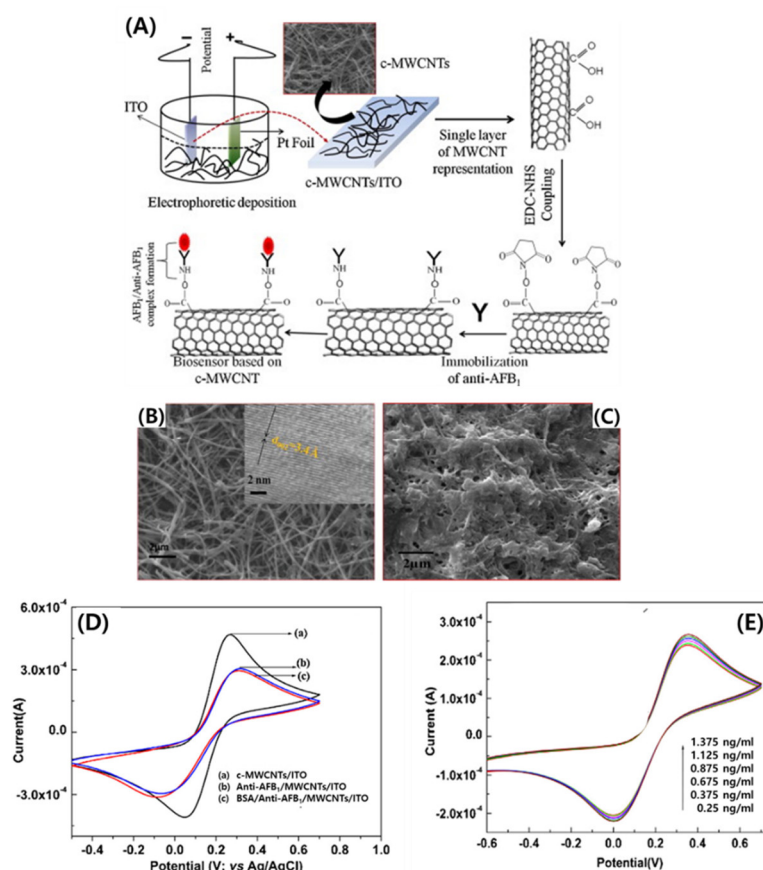 (A)
Potential
c-MWCNTs
ITO
Pt Foil
Electrophoretic deposition
c-MWCNTs/ITO
Single layer
of MWCNT
representation
O
OH
O
OH
EDC-NHS
Coupling
AFB₁/Anti-AFB₁
complex formation
NH
O
C
O
NH
O
C
O
NH
O
C
O
NH
O
C
O
O
N
O
O
C
O
O
N
O
O
C
O
Y
Biosensor based on
c-MWCNT
Immobilization
of anti-AFB₁
(B)
2 nm
2μm
(C)
2μm
(D)
6.0x10⁻⁴
3.0x10⁻⁴
0.0
-3.0x10⁻⁴
Current(A)
(a)
(b)
(c)
(a) c-MWCNTs/ITO
(b) Anti-AFB₁/MWCNTs/ITO
(c) BSA/Anti-AFB₁/MWCNTs/ITO
-0.4 -0.2 0.0 0.2 0.4 0.6 0.8 1.0
Potential (V; vs Ag/AgCl)
(E)
3.0x10⁻⁴
2.0x10⁻⁴
1.0x10⁻⁴
0.0
-1.0x10⁻⁴
-2.0x10⁻⁴
Current (A)
1.375 ng/ml
1.125 ng/ml
0.875 ng/ml
0.675 ng/ml
0.375 ng/ml
0.25 ng/ml
-0.6 -0.4 -0.2 0.0 0.2 0.4 0.6
Potential(V)